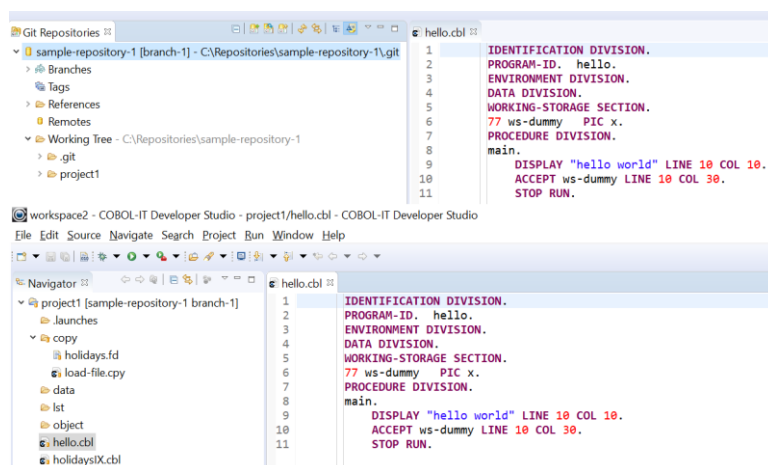 Git Repositories
sample-repository-1 [branch-1] - C:\Repositories\sample-repository-1\.git
Branches
Tags
References
Remotes
Working Tree - C:\Repositories\sample-repository-1
.git
project1
hello.cbl
1 IDENTIFICATION DIVISION.
2 PROGRAM-ID. hello.
3 ENVIRONMENT DIVISION.
4 DATA DIVISION.
5 WORKING-STORAGE SECTION.
6 77 ws-dummy PIC x.
7 PROCEDURE DIVISION.
8 main.
9 DISPLAY "hello world" LINE 10 COL 10.
10 ACCEPT ws-dummy LINE 10 COL 30.
11 STOP RUN.
workspace2 - COBOL-IT Developer Studio - project1/hello.cbl - COBOL-IT Developer Studio
File Edit Source Navigate Search Project Run Window Help
Navigator
project1 [sample-repository-1 branch-1]
.launches
copy
holidays.fd
load-file.cpy
data
lst
object
hello.cbl
holidaysIX.cbl
hello.cbl
1 IDENTIFICATION DIVISION.
2 PROGRAM-ID. hello.
3 ENVIRONMENT DIVISION.
4 DATA DIVISION.
5 WORKING-STORAGE SECTION.
6 77 ws-dummy PIC x.
7 PROCEDURE DIVISION.
8 main.
9 DISPLAY "hello world" LINE 10 COL 10.
10 ACCEPT ws-dummy LINE 10 COL 30.
11 STOP RUN.